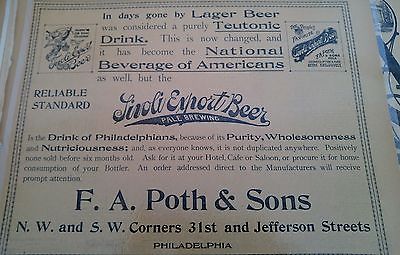 In days gone by Lager Beer
was considered a purely Teutonic
Drink. This is now changed, and
it has become the National
Beverage of Americans
as well, but the
RELIABLE
STANDARD
Tivoli Export Beer
PALE BREWING
Is the Drink of Philadelphians, because of its Purity, Wholesomeness
and Nutriciousness; and, as everyone knows, it is not duplicated anywhere. Positively
none sold before six months old. Ask for it at your Hotel, Cafe or Saloon, or procure it for home
consumption of your Bottler. An order addressed direct to the Manufacturers will receive
prompt attention.
F. A. Poth & Sons
N. W. and S. W. Corners 31st and Jefferson Streets
PHILADELPHIA